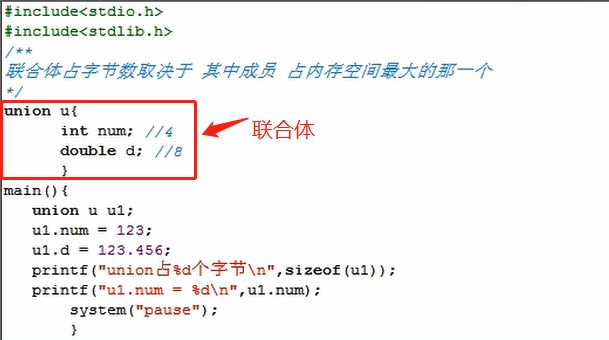 #include<stdio.h>
#include<stdlib.h>
/**
联合体占字节数取决于 其中成员 占内存空间最大的那一个
*/
union u{
int num; //4
double d; //8
}
联合体
main(){
union u u1;
u1.num = 123;
u1.d = 123.456;
printf("union占%d个字节\n",sizeof(u1));
printf("u1.num = %d\n",u1.num);
system("pause");
}